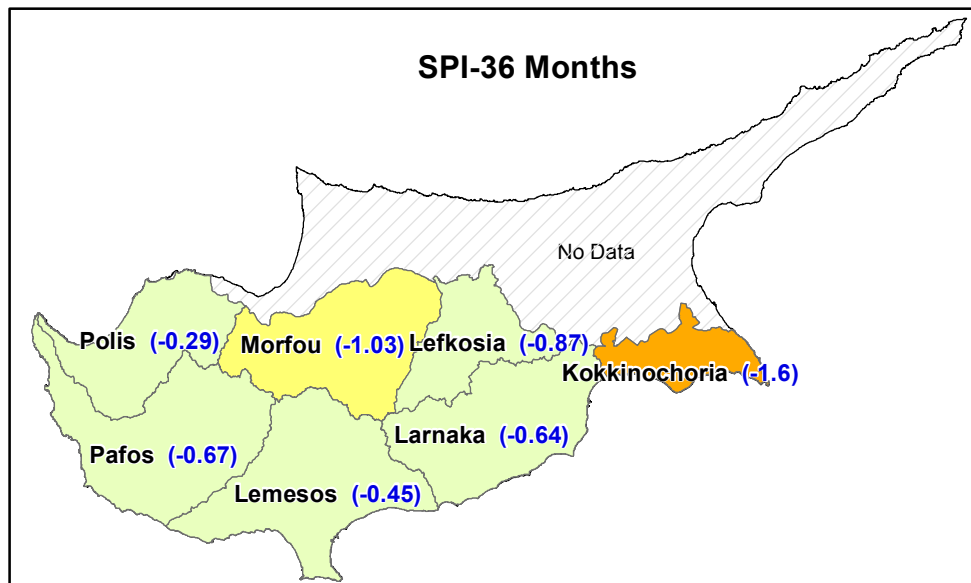 SPI-36 Months
No Data
Polis (-0.29)
Morfou (-1.03)
Lefkosia (-0.87)
Kokkinochoria (-1.6)
Pafos (-0.67)
Larnaka (-0.64)
Lemesos (-0.45)